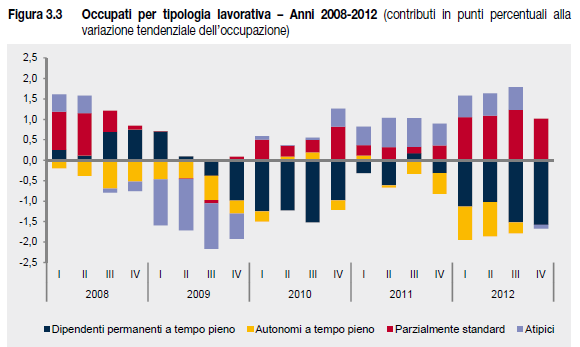 Figura 3.3 Occupati per tipologia lavorativa – Anni 2008-2012 (contributi in punti percentuali alla
variazione tendenziale dell'occupazione)
2,5
2,0
1,5
1,0
0,5
0,0
-0,5
-1,0
-1,5
-2,0
-2,5
I II III IV I II III IV I II III IV I II III IV I II III IV
2008 2009 2010 2011 2012
Dipendenti permanenti a tempo pieno Autonomi a tempo pieno Parzialmente standard Atipici